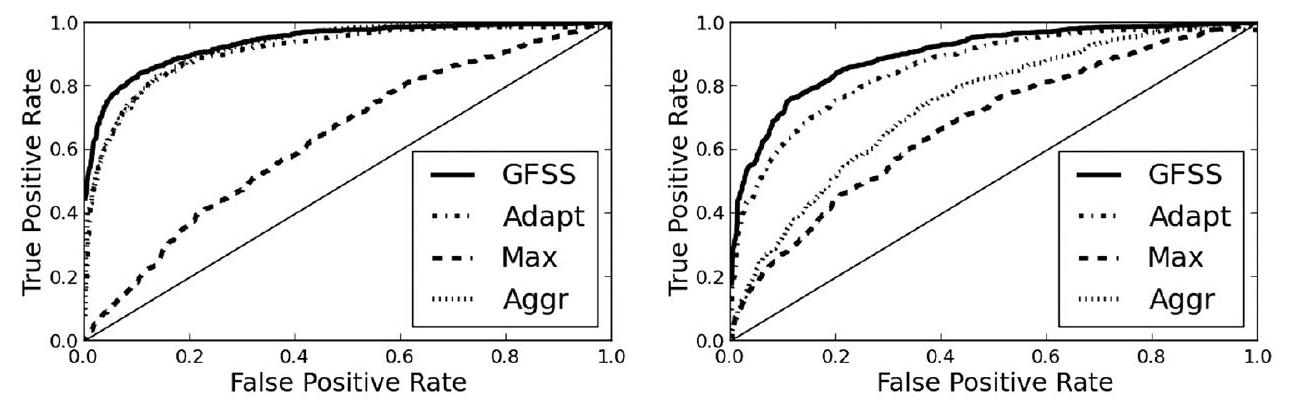 True Positive Rate
1.0
0.8
0.6
0.4
0.2
0.0
GFSS
Adapt
Max
Aggr
0.0 0.2 0.4 0.6 0.8 1.0
False Positive Rate
True Positive Rate
1.0
0.8
0.6
0.4
0.2
0.0
GFSS
Adapt
Max
Aggr
0.0 0.2 0.4 0.6 0.8 1.0
False Positive Rate